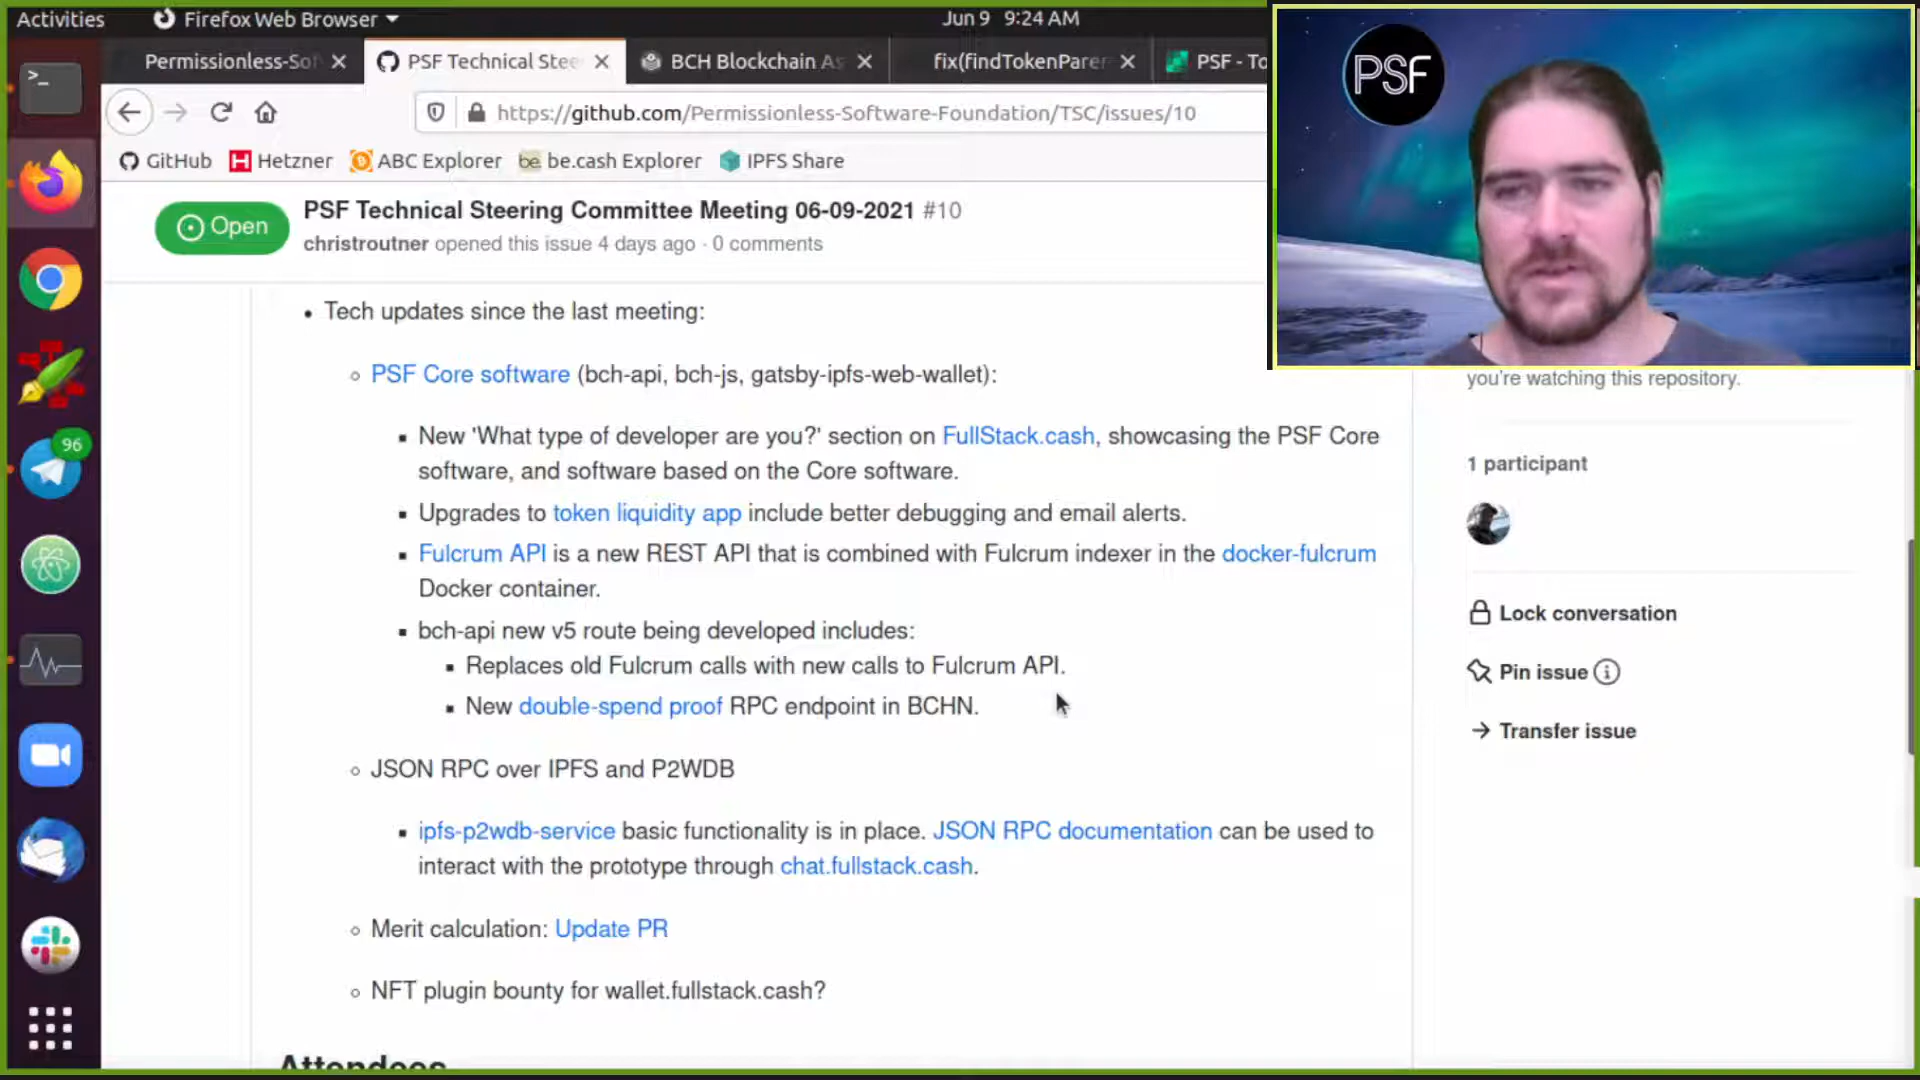 Activities
Firefox Web Browser
Jun 9 9:24 AM
Permissionless-Sof
PSF Technical Stee
BCH Blockchain As
fix(findTokenParer
PSF - To
https://github.com/Permissionless-Software-Foundation/TSC/issues/10
GitHub
Hetzner
ABC Explorer
be.cash Explorer
IPFS Share
PSF
Open
PSF Technical Steering Committee Meeting 06-09-2021 #10
christroutner opened this issue 4 days ago · 0 comments
• Tech updates since the last meeting:
PSF Core software (bch-api, bch-js, gatsby-ipfs-web-wallet):
New 'What type of developer are you?' section on FullStack.cash, showcasing the PSF Core
software, and software based on the Core software.
Upgrades to token liquidity app include better debugging and email alerts.
Fulcrum API is a new REST API that is combined with Fulcrum indexer in the docker-fulcrum
Docker container.
bch-api new v5 route being developed includes:
Replaces old Fulcrum calls with new calls to Fulcrum API.
New double-spend proof RPC endpoint in BCHN.
JSON RPC over IPFS and P2WDB
ipfs-p2wdb-service basic functionality is in place. JSON RPC documentation can be used to
interact with the prototype through chat.fullstack.cash.
Merit calculation: Update PR
NFT plugin bounty for wallet.fullstack.cash?
Attendees
you're watching this repository.
1 participant
Lock conversation
Pin issue
Transfer issue
96